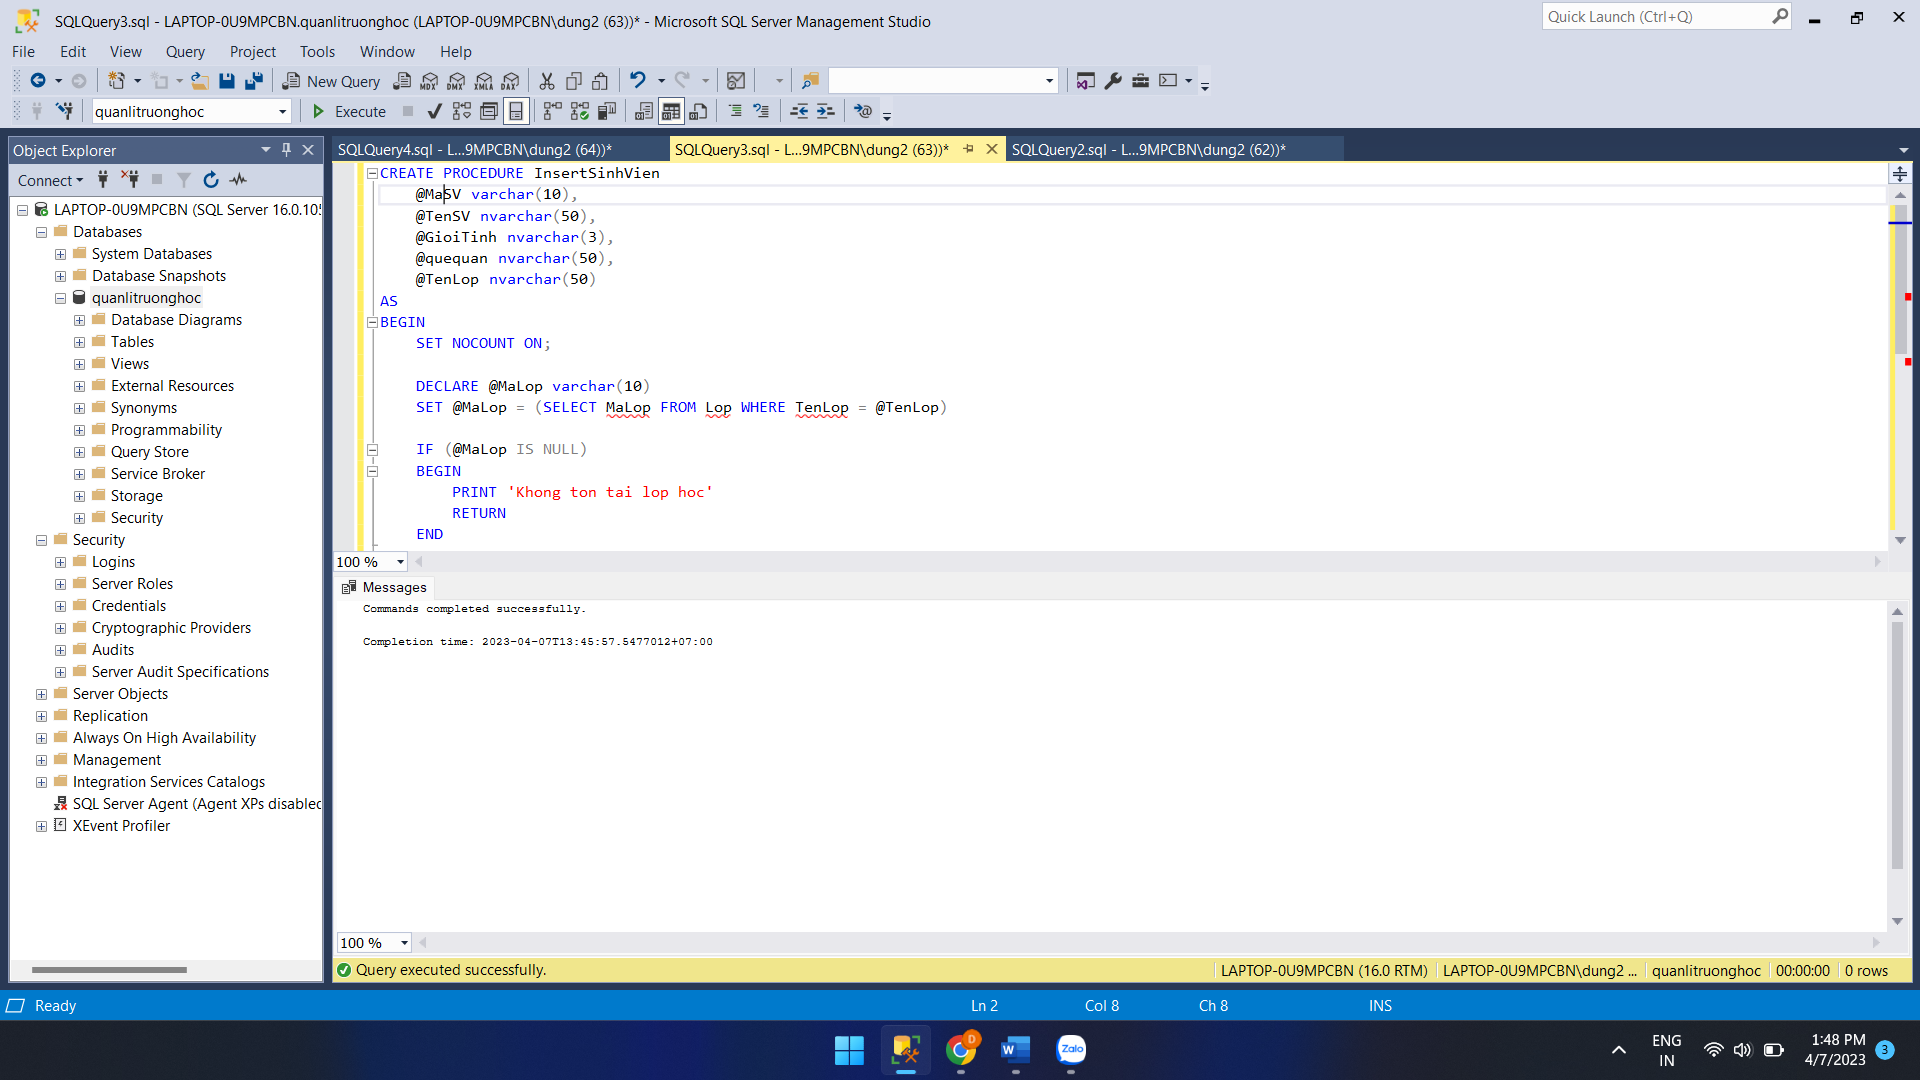 SQLQuery3.sql - LAPTOP-0U9MPCBN.quanlitruonghoc (LAPTOP-0U9MPCBN\dung2 (63))* - Microsoft SQL Server Management Studio
Quick Launch (Ctrl+Q)
File Edit View Query Project Tools Window Help
New Query MDX DMX XMLA DAX
quanlitruonghoc Execute
Object Explorer
Connect
LAPTOP-0U9MPCBN (SQL Server 16.0.105
Databases
System Databases
Database Snapshots
quanlitruonghoc
Database Diagrams
Tables
Views
External Resources
Synonyms
Programmability
Query Store
Service Broker
Storage
Security
Security
Logins
Server Roles
Credentials
Cryptographic Providers
Audits
Server Audit Specifications
Server Objects
Replication
Always On High Availability
Management
Integration Services Catalogs
SQL Server Agent (Agent XPs disabled
XEvent Profiler
SQLQuery4.sql - L...9MPCBN\dung2 (64))* SQLQuery3.sql - L...9MPCBN\dung2 (63))* SQLQuery2.sql - L...9MPCBN\dung2 (62))*
CREATE PROCEDURE InsertSinhVien
@MaSV varchar(10),
@TenSV nvarchar(50),
@GioiTinh nvarchar(3),
@quequan nvarchar(50),
@TenLop nvarchar(50)
AS
BEGIN
SET NOCOUNT ON;
DECLARE @MaLop varchar(10)
SET @MaLop = (SELECT MaLop FROM Lop WHERE TenLop = @TenLop)
IF (@MaLop IS NULL)
BEGIN
PRINT 'Khong ton tai lop hoc'
RETURN
END
100 %
Messages
Commands completed successfully.
Completion time: 2023-04-07T13:45:57.5477012+07:00
100 %
Query executed successfully. LAPTOP-0U9MPCBN (16.0 RTM) LAPTOP-0U9MPCBN\dung2 ... quanlitruonghoc 00:00:00 0 rows
Ready Ln 2 Col 8 Ch 8 INS
D W Zalo
ENG
IN
1:48 PM
4/7/2023
3